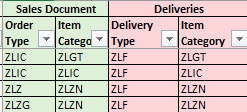 Sales Document Deliveries
Order Type Item Catego Delivery Type Item Category
ZLIC ZLGT ZLF ZLGT
ZLIC ZLIC ZLF ZLIC
ZLZ ZLZN ZLF ZLZN
ZLZG ZLZN ZLF ZLZN